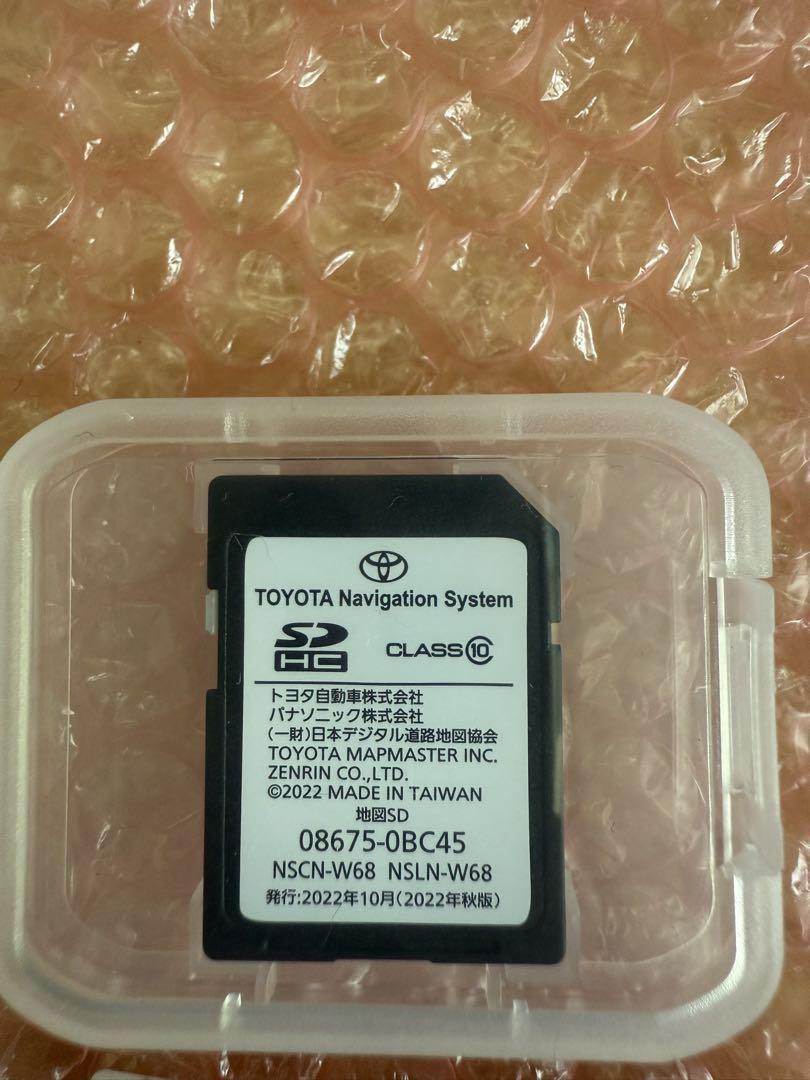 TOYOTA Navigation System
SD
HC
CLASS 10
トヨタ自動車株式会社
パナソニック株式会社
(一財)日本デジタル道路地図協会
TOYOTA MAPMASTER INC.
ZENRIN CO.,LTD.
©2022 MADE IN TAIWAN
地図SD
08675-0BC45
NSCN-W68 NSLN-W68
発行:2022年10月(2022年秋版)